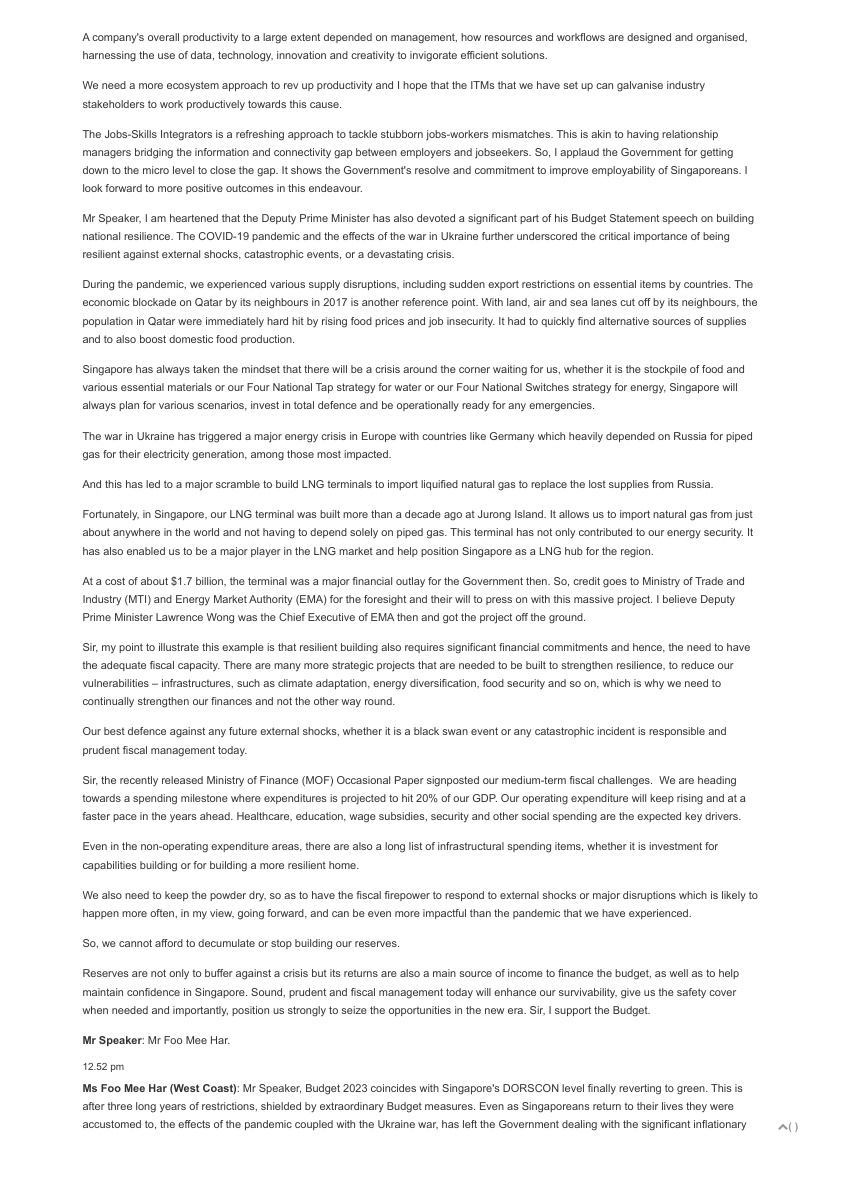 A company's overall productivity to a large extent depended on management, how resources and workflows are designed and organised,
harnessing the use of data, technology, innovation and creativity to invigorate efficient solutions.
We need a more ecosystem approach to rev up productivity and I hope that the ITMs that we have set up can galvanise industry
stakeholders to work productively towards this cause.
The Jobs-Skills Integrators is a refreshing approach to tackle stubborn jobs-workers mismatches. This is akin to having relationship
managers bridging the information and connectivity gap between employers and jobseekers. So, I applaud the Government for getting
down to the micro level to close the gap. It shows the Government's resolve and commitment to improve employability of Singaporeans. I
look forward to more positive outcomes in this endeavour.
Mr Speaker, I am heartened that the Deputy Prime Minister has also devoted a significant part of his Budget Statement speech on building
national resilience. The COVID-19 pandemic and the effects of the war in Ukraine further underscored the critical importance of being
resilient against external shocks, catastrophic events, or a devastating crisis.
During the pandemic, we experienced various supply disruptions, including sudden export restrictions on essential items by countries. The
economic blockade on Qatar by its neighbours in 2017 is another reference point. With land, air and sea lanes cut off by its neighbours, the
population in Qatar were immediately hard hit by rising food prices and job insecurity. It had to quickly find alternative sources of supplies
and to also boost domestic food production.
Singapore has always taken the mindset that there will be a crisis around the corner waiting for us, whether it is the stockpile of food and
various essential materials or our Four National Tap strategy for water or our Four National Switches strategy for energy, Singapore will
always plan for various scenarios, invest in total defence and be operationally ready for any emergencies.
The war in Ukraine has triggered a major energy crisis in Europe with countries like Germany which heavily depended on Russia for piped
gas for their electricity generation, among those most impacted.
And this has led to a major scramble to build LNG terminals to import liquified natural gas to replace the lost supplies from Russia.
Fortunately, in Singapore, our LNG terminal was built more than a decade ago at Jurong Island. It allows us to import natural gas from just
about anywhere in the world and not having to depend solely on piped gas. This terminal has not only contributed to our energy security. It
has also enabled us to be a major player in the LNG market and help position Singapore as a LNG hub for the region.
At a cost of about $1.7 billion, the terminal was a major financial outlay for the Government then. So, credit goes to Ministry of Trade and
Industry (MTI) and Energy Market Authority (EMA) for the foresight and their will to press on with this massive project. I believe Deputy
Prime Minister Lawrence Wong was the Chief Executive of EMA then and got the project off the ground.
Sir, my point to illustrate this example is that resilient building also requires significant financial commitments and hence, the need to have
the adequate fiscal capacity. There are many more strategic projects that are needed to be built to strengthen resilience, to reduce our
vulnerabilities – infrastructures, such as climate adaptation, energy diversification, food security and so on, which is why we need to
continually strengthen our finances and not the other way round.
Our best defence against any future external shocks, whether it is a black swan event or any catastrophic incident is responsible and
prudent fiscal management today.
Sir, the recently released Ministry of Finance (MOF) Occasional Paper signposted our medium-term fiscal challenges.  We are heading
towards a spending milestone where expenditures is projected to hit 20% of our GDP. Our operating expenditure will keep rising and at a
faster pace in the years ahead. Healthcare, education, wage subsidies, security and other social spending are the expected key drivers.
Even in the non-operating expenditure areas, there are also a long list of infrastructural spending items, whether it is investment for
capabilities building or for building a more resilient home.
We also need to keep the powder dry, so as to have the fiscal firepower to respond to external shocks or major disruptions which is likely to
happen more often, in my view, going forward, and can be even more impactful than the pandemic that we have experienced.
So, we cannot afford to decumulate or stop building our reserves.
Reserves are not only to buffer against a crisis but its returns are also a main source of income to finance the budget, as well as to help
maintain confidence in Singapore. Sound, prudent and fiscal management today will enhance our survivability, give us the safety cover
when needed and importantly, position us strongly to seize the opportunities in the new era. Sir, I support the Budget.
Mr Speaker: Mr Foo Mee Har.
12.52 pm
Ms Foo Mee Har (West Coast): Mr Speaker, Budget 2023 coincides with Singapore's DORSCON level finally reverting to green. This is
after three long years of restrictions, shielded by extraordinary Budget measures. Even as Singaporeans return to their lives they were
accustomed to, the effects of the pandemic coupled with the Ukraine war, has left the Government dealing with the significant inflationary
( )